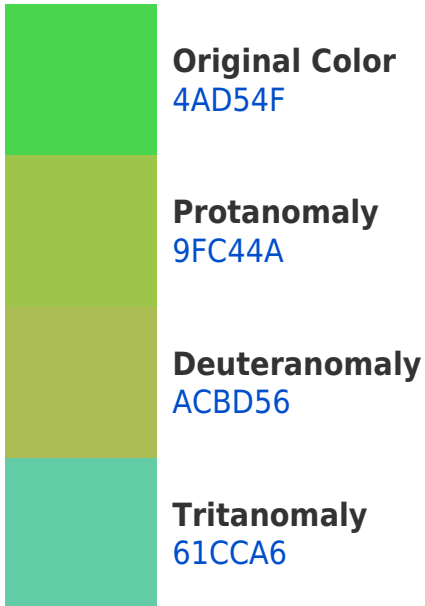 Original Color
4AD54F
Protanomaly
9FC44A
Deuteranomaly
ACBD56
Tritanomaly
61CCA6